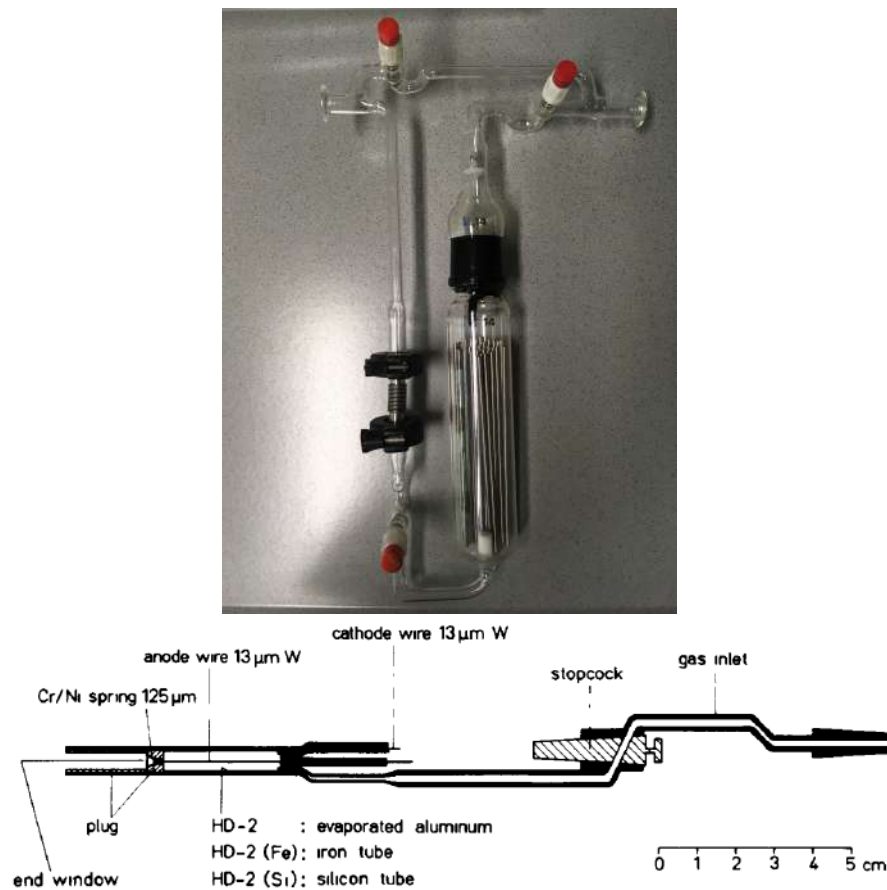 cathode wire 13 µm W
anode wire 13 µm W
Cr/Ni spring 125 µm
stopcock
gas inlet
plug
end window
HD-2 : evaporated aluminum
HD-2 (Fe): iron tube
HD-2 (Si): silicon tube
0 1 2 3 4 5 cm